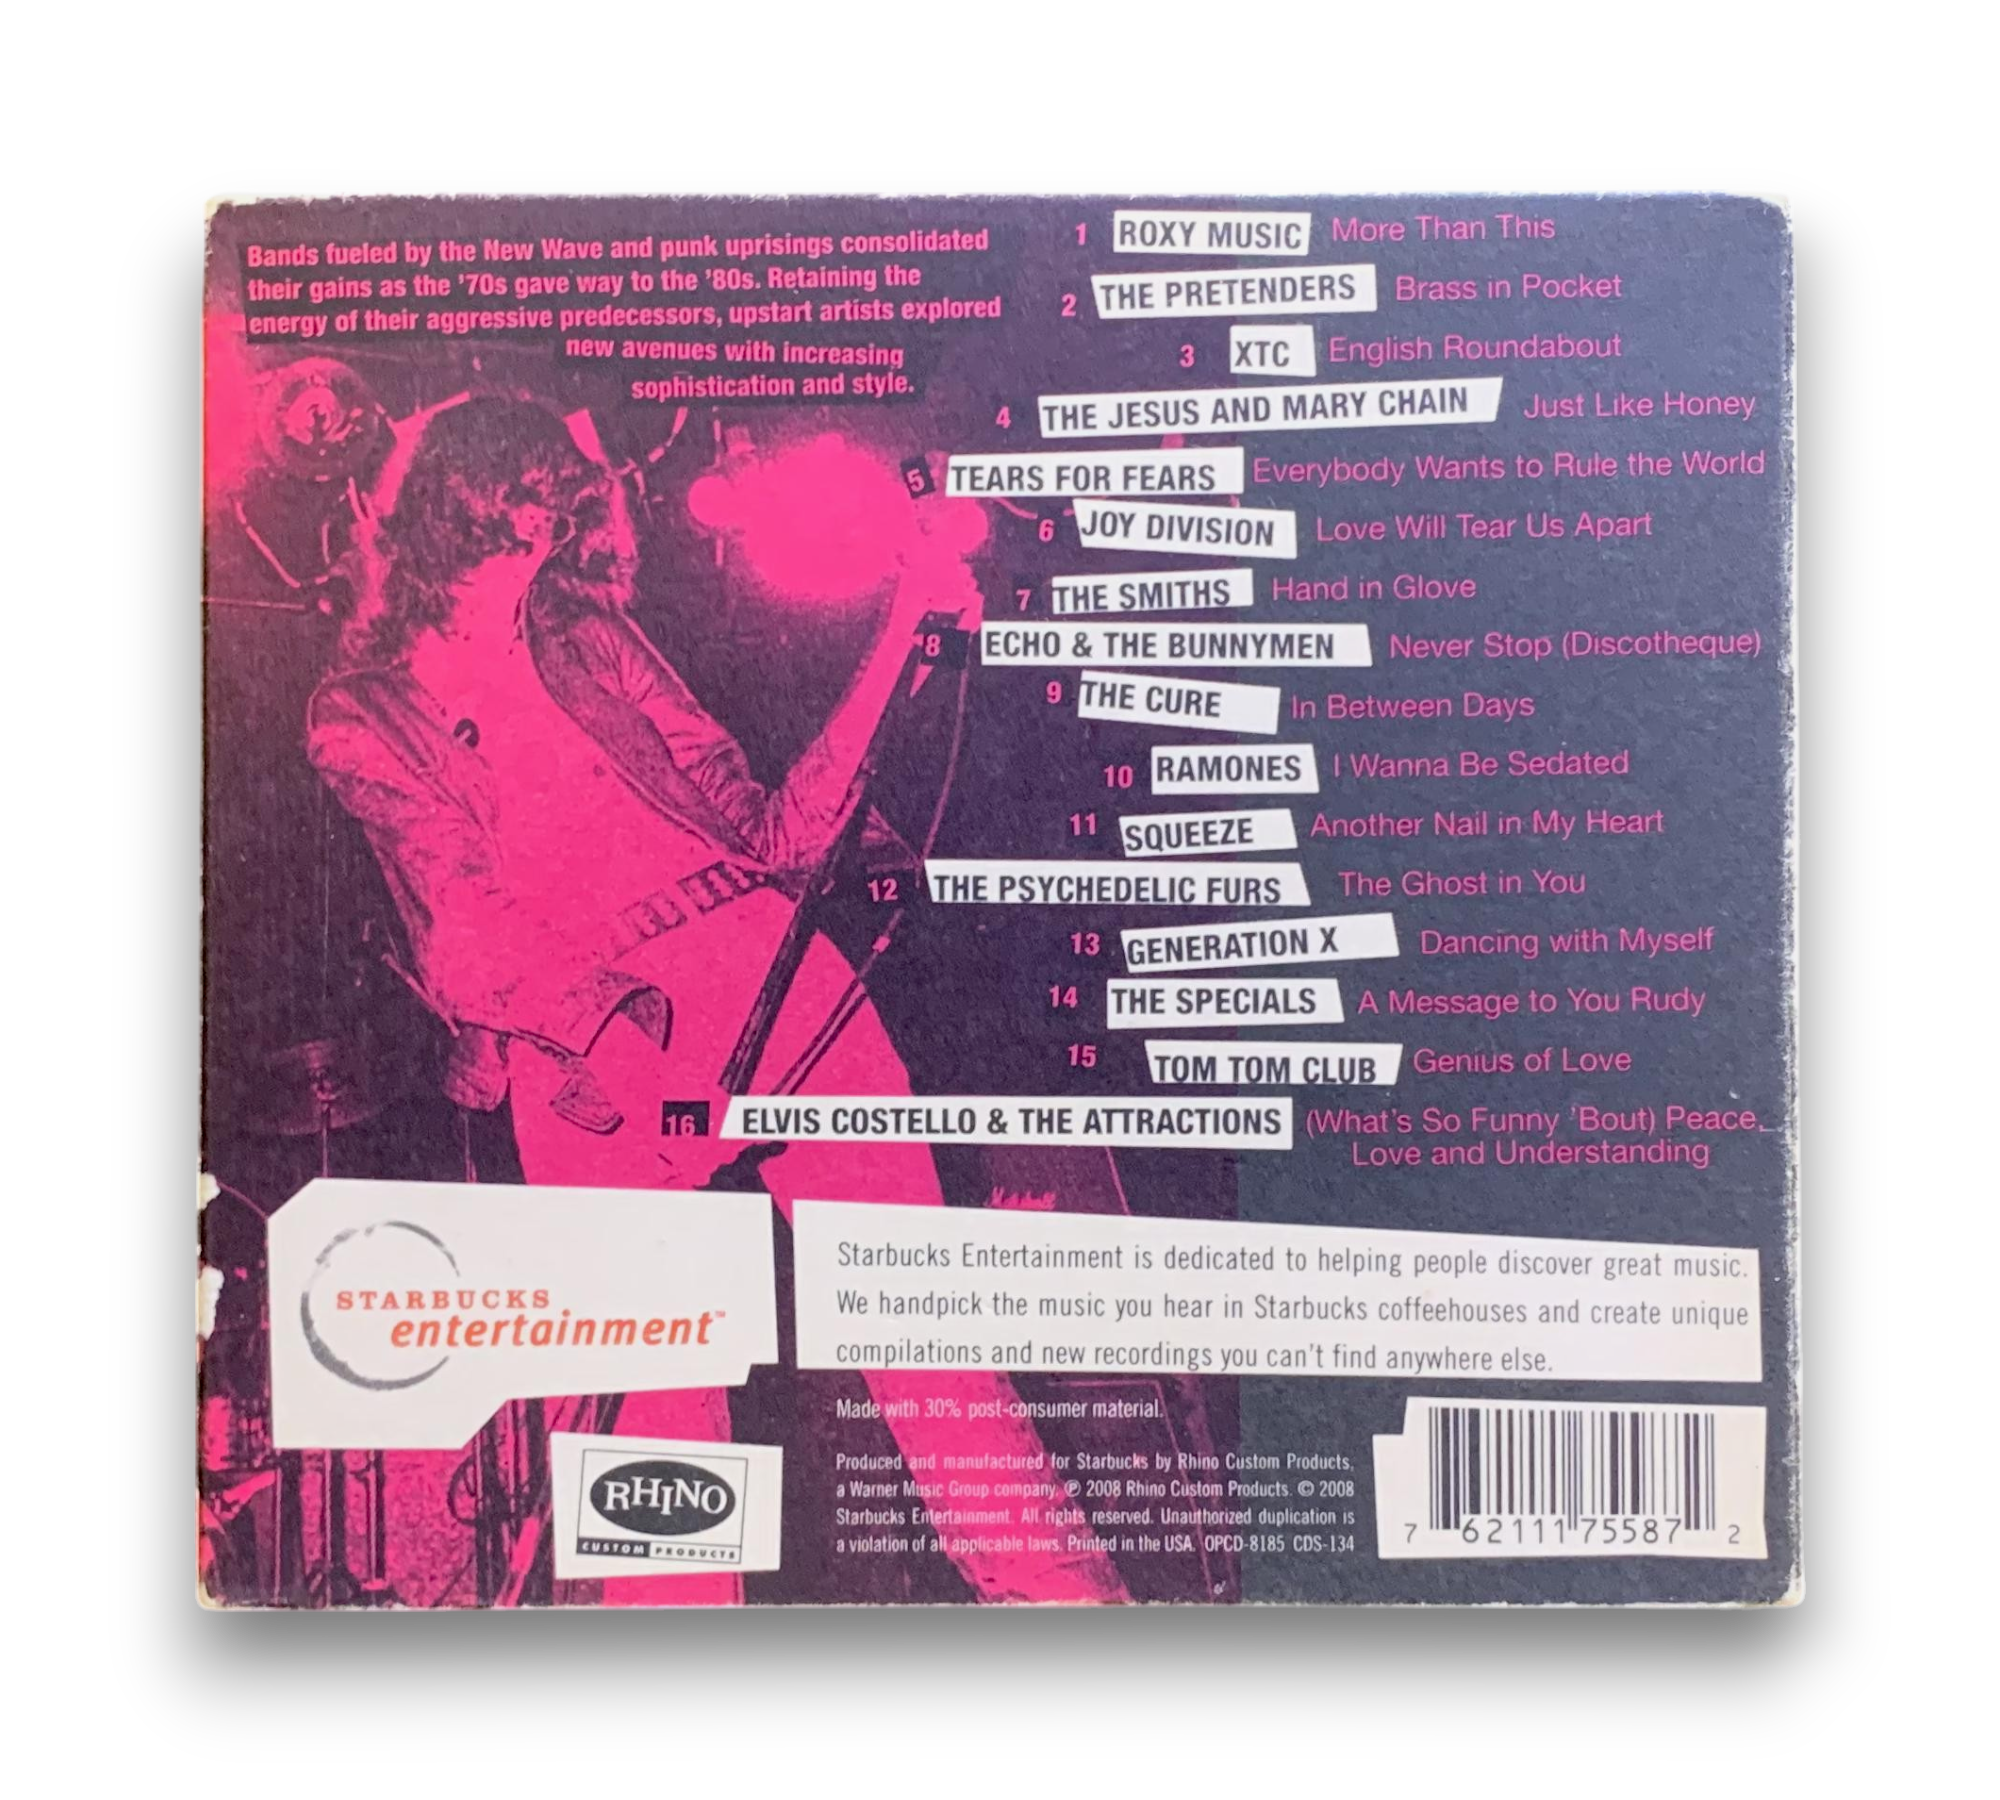 Bands fueled by the New Wave and punk uprisings consolidated
their gains as the '70s gave way to the '80s. Retaining the
energy of their aggressive predecessors, upstart artists explored
new avenues with increasing
sophistication and style.
1 ROXY MUSIC More Than This
2 THE PRETENDERS Brass in Pocket
3 XTC English Roundabout
4 THE JESUS AND MARY CHAIN Just Like Honey
5 TEARS FOR FEARS Everybody Wants to Rule the World
6 JOY DIVISION Love Will Tear Us Apart
7 THE SMITHS Hand in Glove
8 ECHO & THE BUNNYMEN Never Stop (Discotheque)
9 THE CURE In Between Days
10 RAMONES I Wanna Be Sedated
11 SQUEEZE Another Nail in My Heart
12 THE PSYCHEDELIC FURS The Ghost in You
13 GENERATION X Dancing with Myself
14 THE SPECIALS A Message to You Rudy
15 TOM TOM CLUB Genius of Love
16 ELVIS COSTELLO & THE ATTRACTIONS (What's So Funny 'Bout) Peace,
Love and Understanding
Marshall
STARBUCKS
entertainment™
Starbucks Entertainment is dedicated to helping people discover great music.
We handpick the music you hear in Starbucks coffeehouses and create unique
compilations and new recordings you can't find anywhere else.
Made with 30% post-consumer material.
RHINO
CUSTOM PRODUCTS
Produced and manufactured for Starbucks by Rhino Custom Products,
a Warner Music Group company. ℗ 2008 Rhino Custom Products. © 2008
Starbucks Entertainment. All rights reserved. Unauthorized duplication is
a violation of all applicable laws. Printed in the USA. OPCD-8185 CDS-134
7 62111 75587 2